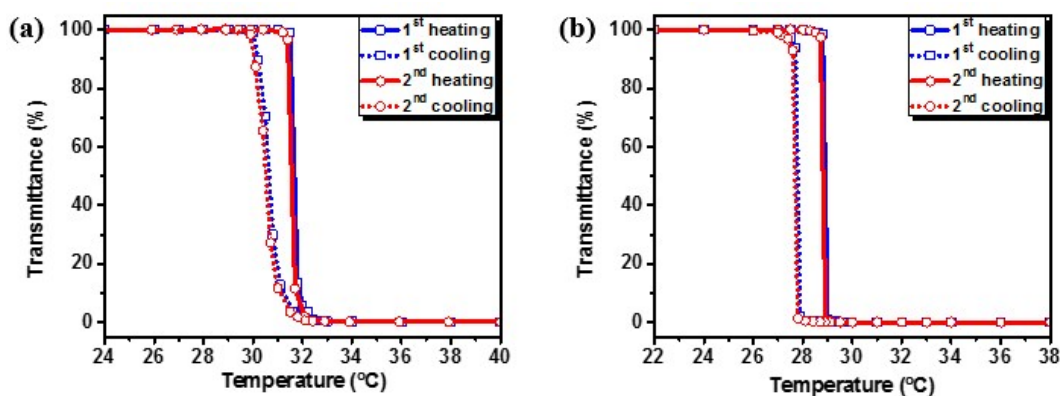 (a)
100
80
60
40
20
0
Transmittance (%)
1st heating
1st cooling
2nd heating
2nd cooling
24 26 28 30 32 34 36 38 40
Temperature (ºC)
(b)
100
80
60
40
20
0
Transmittance (%)
1st heating
1st cooling
2nd heating
2nd cooling
22 24 26 28 30 32 34 36 38
Temperature (ºC)